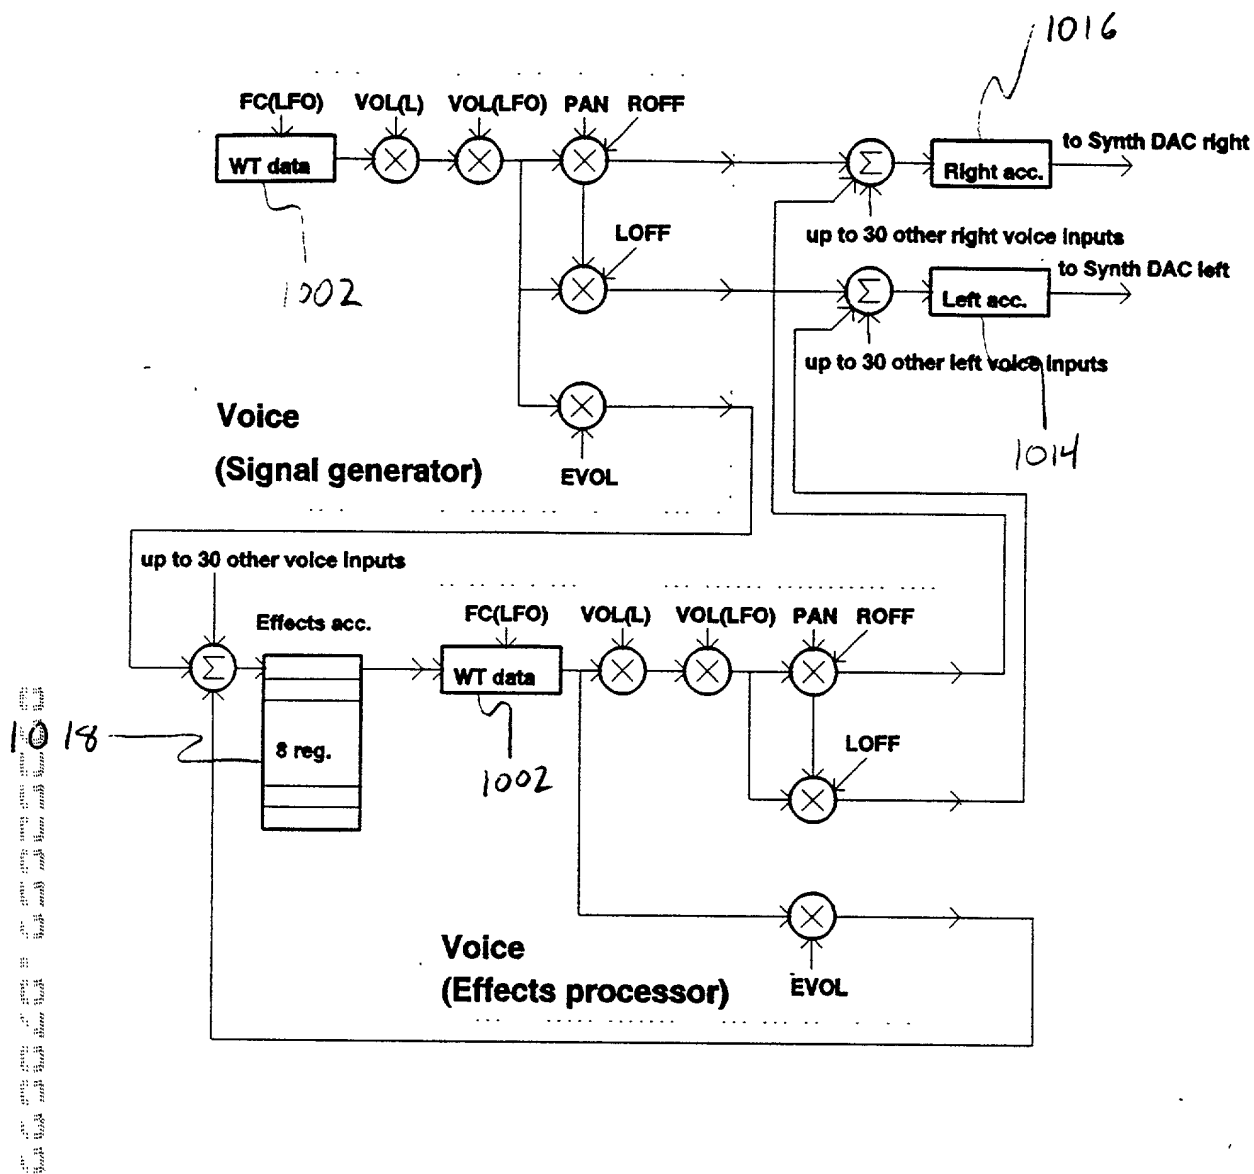 1016
FC(LFO) VOL(L) VOL(LFO) PAN ROFF
to Synth DAC right
WT data
Σ
Right acc.
up to 30 other right voice inputs
LOFF
to Synth DAC left
1002
Σ
Left acc.
up to 30 other left voice inputs
Voice
(Signal generator)
EVOL
1014
up to 30 other voice inputs
Effects acc.
FC(LFO) VOL(L) VOL(LFO) PAN ROFF
Σ
WT data
1018
8 reg.
1002
LOFF
Voice
(Effects processor)
EVOL